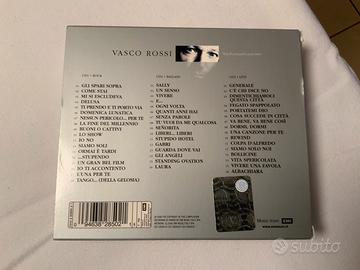 VASCO ROSSI
CD1 • ROCK
GLI SPARI SOPRA
COME STAI
MI SI ESCLUDEVA
DELUSA
TI PRENDO E TI PORTO VIA
DOMENICA LUNATICA
NESSUN PERICOLO... PER TE
LA FINE DEL MILLENNIO
BUONI O CATTIVI
LO SHOW
IO NO
SIAMO SOLI
ORMAI È TARDI
...STUPENDO
UN GRAN BEL FILM
IO TI ACCONTENTO
L'UNA PER TE
TANGO... (DELLA GELOSIA)
CD2 • BALLADS
SALLY
UN SENSO
VIVERE
E...
OGNI VOLTA
QUANTI ANNI HAI
SENZA PAROLE
TU VUOI DA ME QUALCOSA
SEÑORITA
LIBERI... LIBERI
STUPIDO HOTEL
GABRI
GUARDA DOVE VAI
GLI ANGELI
STANDING OVATION
LAURA
CD3 • LIVE
GENERALE
C'È CHI DICE NO
DIMENTICHIAMOCI
QUESTA CITTÀ
FEGATO SPAPPOLATO
PORTATEMI DIO
COSA SUCCEDE IN CITTÀ
VA BENE, VA BENE COSÌ
DORMI, DORMI
UNA CANZONE PER TE
REWIND
COLPA D'ALFREDO
SIAMO SOLO NOI
BOLLICINE
VITA SPERICOLATA
VIVERE UNA FAVOLA
ALBACHIARA
94638 28502
EMI
subito